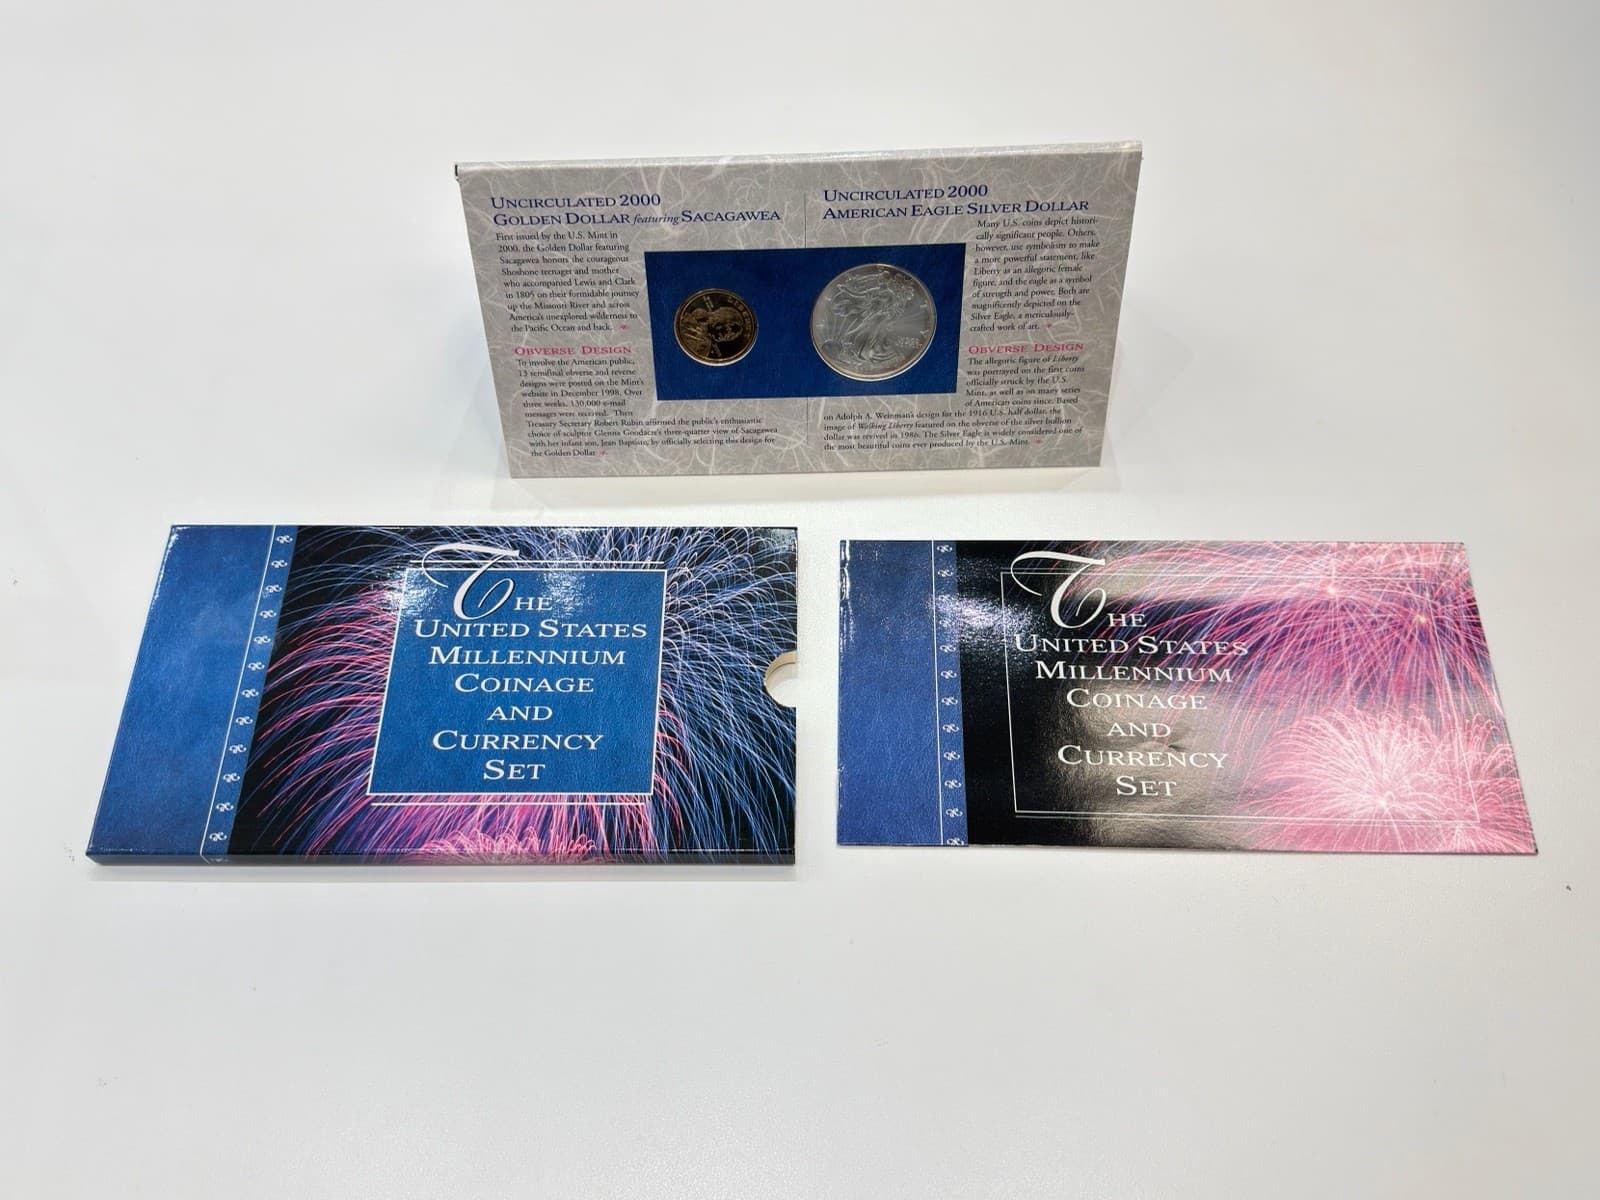 UNCIRCULATED 2000
GOLDEN DOLLAR featuring SACAGAWEA
First issued by the U.S. Mint in
2000, the Golden Dollar featuring
Sacagawea honors the courageous
Shoshone teenager and mother
who accompanied Lewis and Clark
in 1805 on their formidable journey
up the Missouri River and across
America's unexplored wilderness to
the Pacific Ocean and back.
OBVERSE DESIGN
To involve the American public,
13 semifinal obverse and reverse
designs were posted on the Mint's
website in December 1998. Over
three weeks, 130,000 e-mail
messages were received. Then
Treasury Secretary Robert Rubin affirmed the public's enthusiastic
choice of sculptor Glenna Goodacre's three-quarter view of Sacagawea
with her infant son, Jean Baptiste, by officially selecting this design for
the Golden Dollar.
LIBERTY
UNCIRCULATED 2000
AMERICAN EAGLE SILVER DOLLAR
Many U.S. coins depict histori-
cally significant people. Others,
however, use symbolism to make
a more powerful statement, like
Liberty as an allegoric female
figure, and the eagle as a symbol
of strength and power. Both are
magnificently depicted on the
Silver Eagle, a meticulously-
crafted work of art.
OBVERSE DESIGN
The allegoric figure of Liberty
was portrayed on the first coins
officially struck by the U.S.
Mint, as well as on many series
of American coins since. Based
on Adolph A. Weinman's design for the 1916 U.S. half dollar, the
image of Walking Liberty featured on the obverse of the silver bullion
dollar was revived in 1986. The Silver Eagle is widely considered one of
the most beautiful coins ever produced by the U.S. Mint.
THE
UNITED STATES
MILLENNIUM
COINAGE
AND
CURRENCY
SET
THE
UNITED STATES
MILLENNIUM
COINAGE
AND
CURRENCY
SET